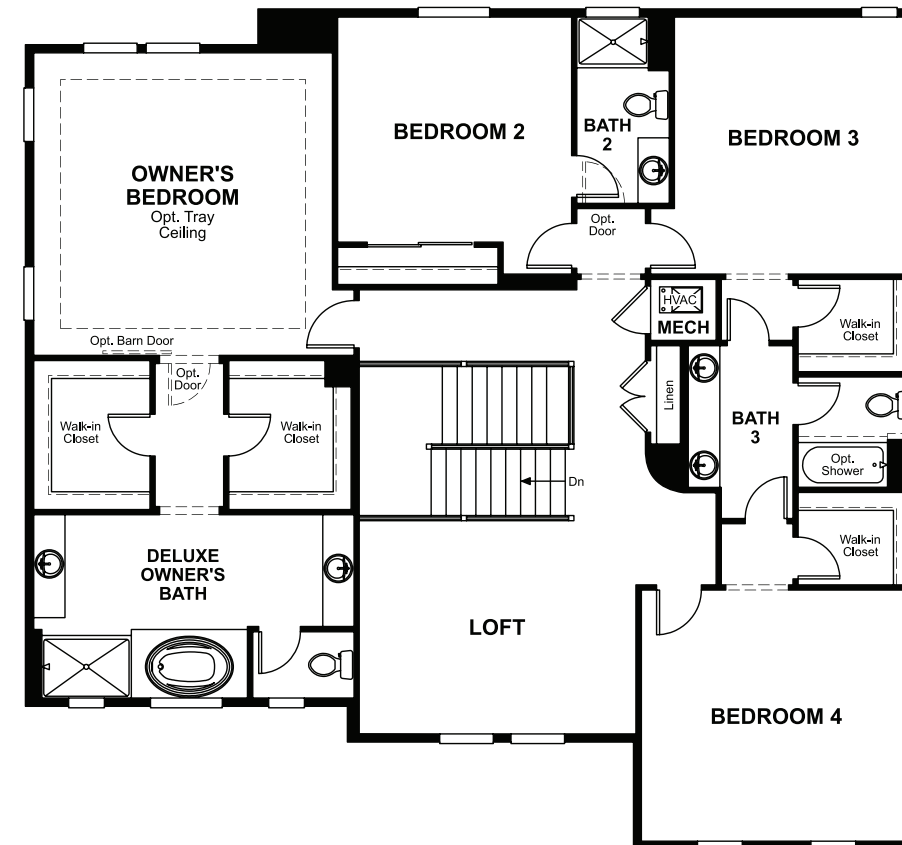 BEDROOM 2
BATH
2
BEDROOM 3
OWNER'S
BEDROOM
Opt. Tray
Ceiling
Opt.
Door
HVAC
MECH
Walk-in
Closet
Opt. Barn Door
Opt.
Door
Linen
Walk-in
Closet
Walk-in
Closet
BATH
3
Opt.
Shower
Dn
Walk-in
Closet
DELUXE
OWNER'S
BATH
LOFT
BEDROOM 4